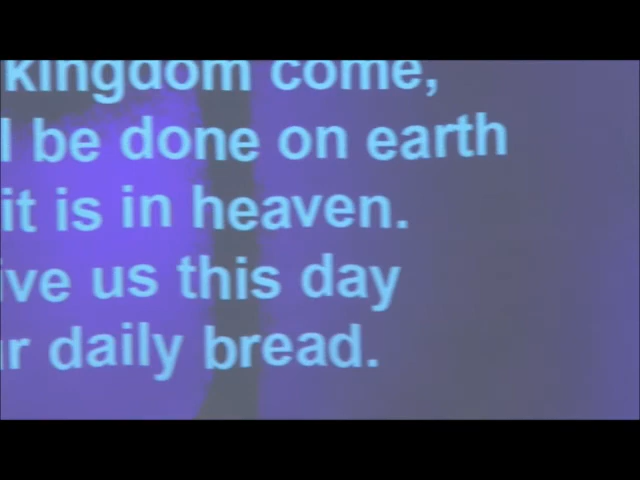 kingdom come,
l be done on earth
it is in heaven.
ive us this day
r daily bread.